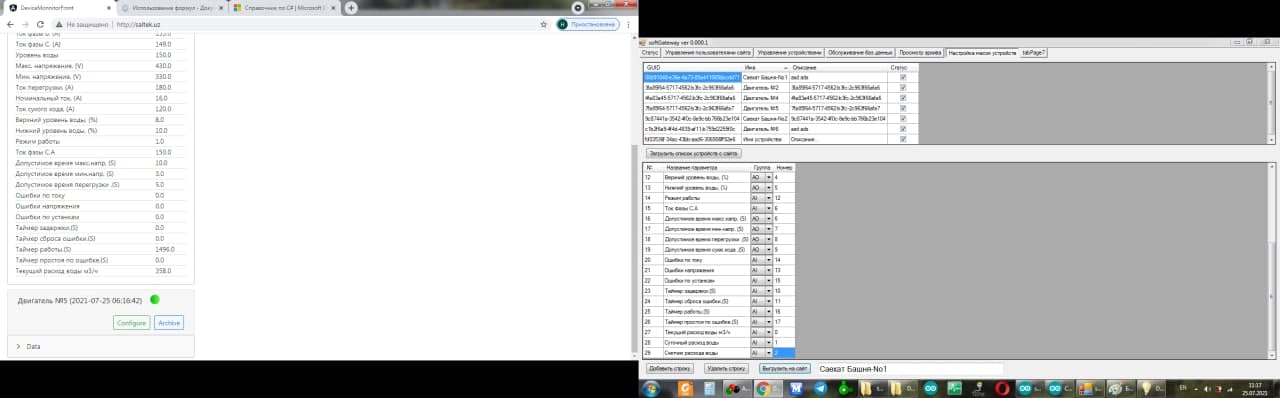 DeviceMonnitorFront
Использование формул - Доку
Справочник по C# | Microsoft
Не защищено
http://saltek.uz
Приостановлена
Ток фазы C. (A) 149.0
Уровень воды 150.0
Макс. напряжение. (V) 430.0
Мин. напряжение. (V) 330.0
Ток перегрузки. (A) 180.0
Номинальный ток. (A) 16.0
Ток сухого хода. (A) 120.0
Верхний уровень воды. (%) 8.0
Нижний уровень воды. (%) 10.0
Режим работы 1.0
Ток фазы C.A 150.0
Допустимое время макс.напр. (S) 10.0
Допустимое время мин.напр. (S) 3.0
Допустимое время перегрузки .(S) 5.0
Ошибки по току 0.0
Ошибки напряжения 0.0
Ошибки по уставкам 0.0
Таймер задержки.(S) 0.0
Таймер сброса ошибки.(S) 0.0
Таймер работы.(S) 1496.0
Таймер простоя по ошибке.(S) 0.0
Текущий расход воды м3/ч 358.0
Двигатель №5 (2021-07-25 06:16:42)
Configure Archive
Data
softGateway ver 0.000.1
Статус Управление пользователями сайта Управление устройствами Обслуживание баз данных Просмотр архива Настройка масок устройств tabPage7
GUID Имя Описание Статус
Савхат Башня-No1 asd ads
Двигатель №2
Двигатель №4
Двигатель №5
Савхат Башня-No2
Двигатель №6 asd ads
Имя устройства Описание...
Загрузить список устройств с сайта
№ Название параметра Группа Номер
12 Верхний уровень воды. (%) AO 4
13 Нижний уровень воды. (%) AO 5
14 Режим работы AI 12
15 Ток фазы C.A AI 6
16 Допустимое время макс.напр. (S) AO 6
17 Допустимое время мин.напр. (S) AO 7
18 Допустимое время перегрузки .(S) AO 8
19 Допустимое время сухо хода .(S) AO 9
20 Ошибки по току AI 14
21 Ошибки напряжения AI 13
22 Ошибки по уставкам AI 15
23 Таймер задержки.(S) AI 10
24 Таймер сброса ошибки.(S) AI 11
25 Таймер работы.(S) AI 16
26 Таймер простоя по ошибке.(S) AI 17
27 Текущий расход воды м3/ч AI 0
28 Суточный расход воды AI 1
29 Счетчик расхода воды AI 2
Добавить строку Удалить строку Выгрузить на сайт Савхат Башня-No1
EN
11:17
25.07.2021